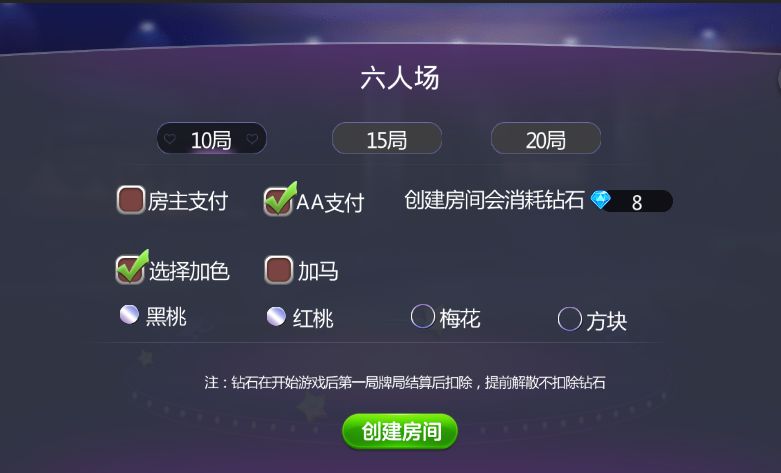 六人场
10局 15局 20局
房主支付 AA支付 创建房间会消耗钻石 8
选择加色 加马
黑桃 红桃 梅花 方块
注：钻石在开始游戏后第一局牌局结算后扣除，提前解散不扣除钻石
创建房间